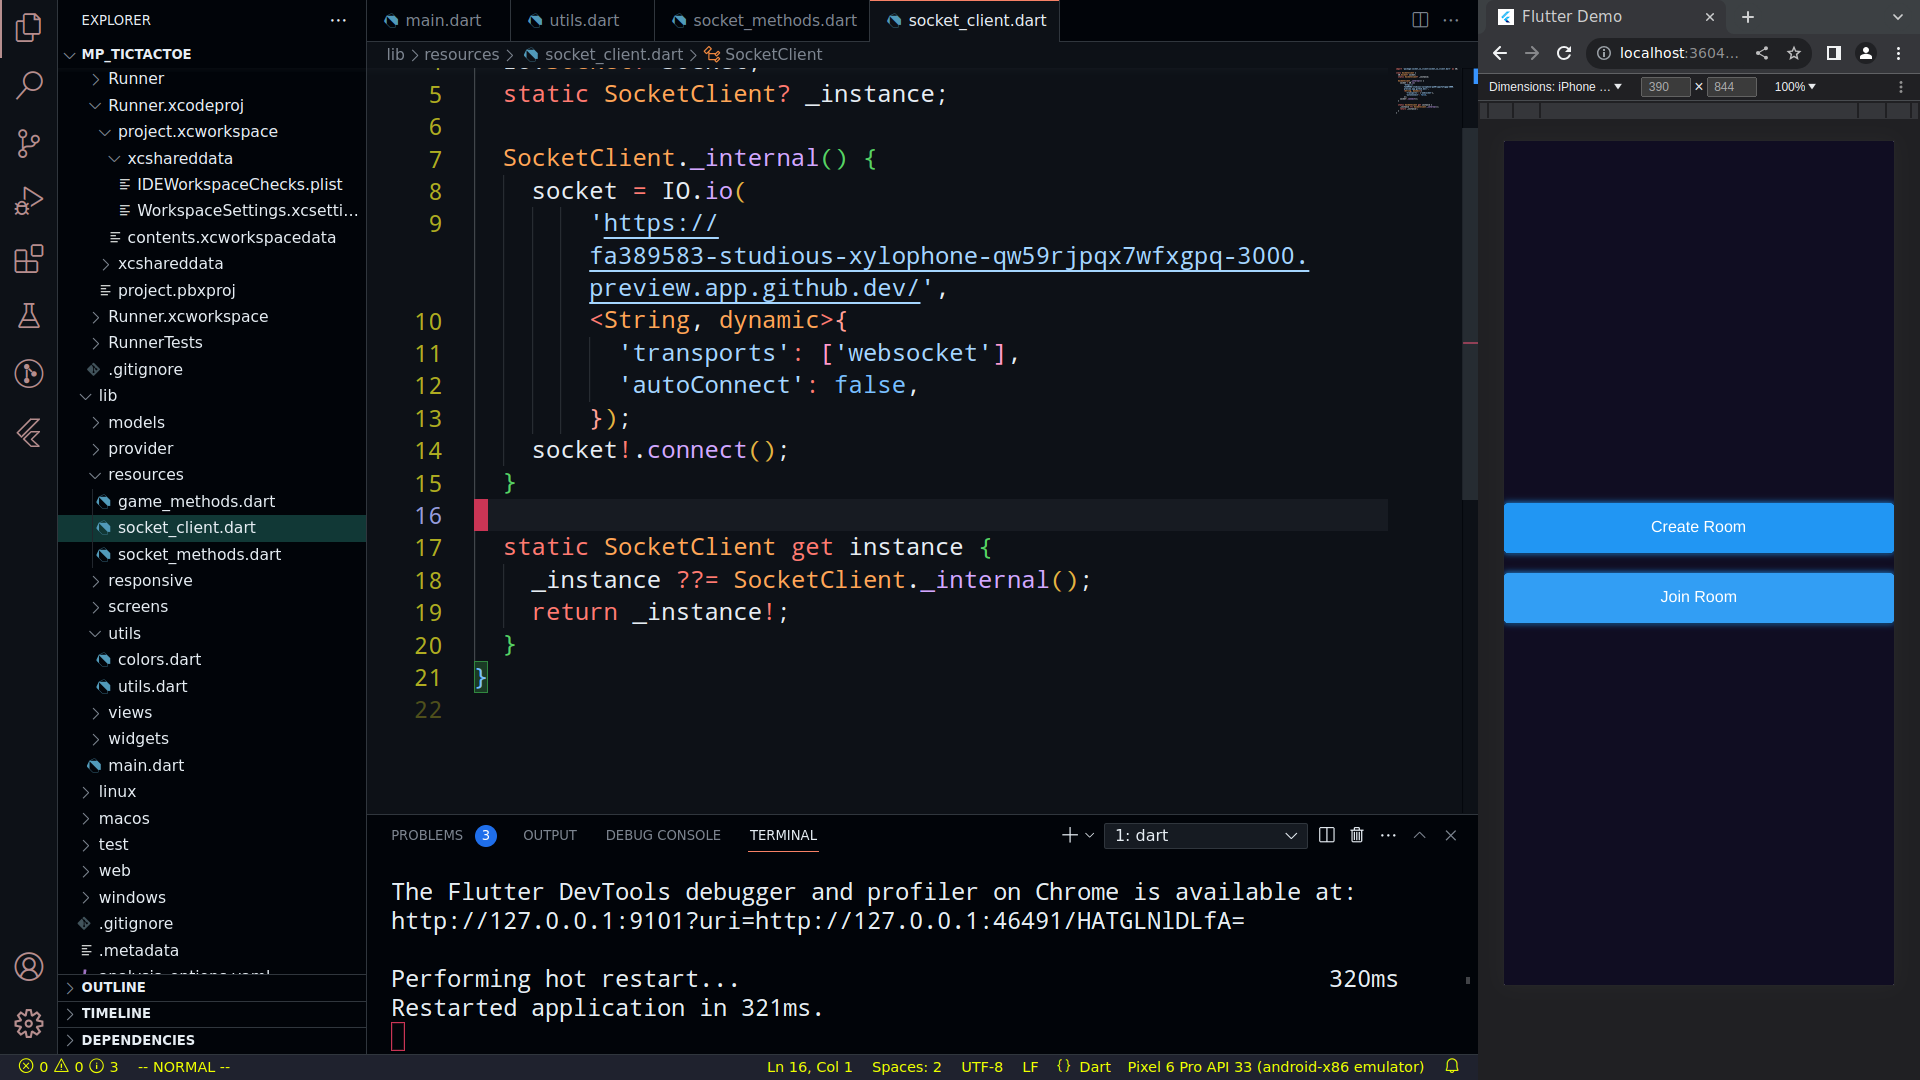 EXPLORER
MP_TICTACTOE
Runner
Runner.xcodeproj
project.xcworkspace
xcshareddata
IDEWorkspaceChecks.plist
WorkspaceSettings.xcsetti...
contents.xcworkspacedata
xcshareddata
project.pbxproj
Runner.xcworkspace
RunnerTests
.gitignore
lib
models
provider
resources
game_methods.dart
socket_client.dart
socket_methods.dart
responsive
screens
utils
colors.dart
utils.dart
views
widgets
main.dart
linux
macos
test
web
windows
.gitignore
.metadata
OUTLINE
TIMELINE
DEPENDENCIES
main.dart
utils.dart
socket_methods.dart
socket_client.dart
lib > resources > socket_client.dart > SocketClient
5 static SocketClient? _instance;
6
7 SocketClient._internal() {
8 socket = IO.io(
9 'https://
fa389583-studious-xylophone-qw59rjpqx7wfxgpq-3000.
preview.app.github.dev/',
10 <String, dynamic>{
11 'transports': ['websocket'],
12 'autoConnect': false,
13 });
14 socket!.connect();
15 }
16
17 static SocketClient get instance {
18 _instance ??= SocketClient._internal();
19 return _instance!;
20 }
21 }
22
PROBLEMS 3 OUTPUT DEBUG CONSOLE TERMINAL
1: dart
The Flutter DevTools debugger and profiler on Chrome is available at:
http://127.0.0.1:9101?uri=http://127.0.0.1:46491/HATGLNlDLfA=
Performing hot restart... 320ms
Restarted application in 321ms.
0 0 3 -- NORMAL --
Ln 16, Col 1 Spaces: 2 UTF-8 LF {} Dart Pixel 6 Pro API 33 (android-x86 emulator)
Flutter Demo
localhost:3604...
Dimensions: iPhone ... 390 × 844 100%
Create Room
Join Room